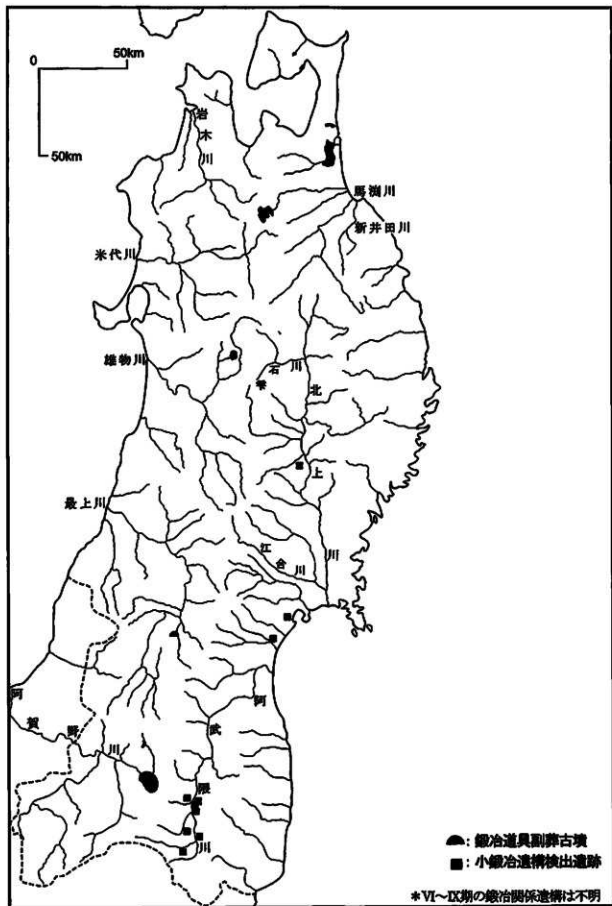 0 50km
50km
岩木川
馬渕川
新井田川
米代川
雄物川
雫石川
北上川
最上川
江合川
阿賀野川
阿武隈川
：鍛冶道具副葬古墳
：小鍛冶遺構検出遺跡
＊VI～IX期の鍛冶関係遺構は不明